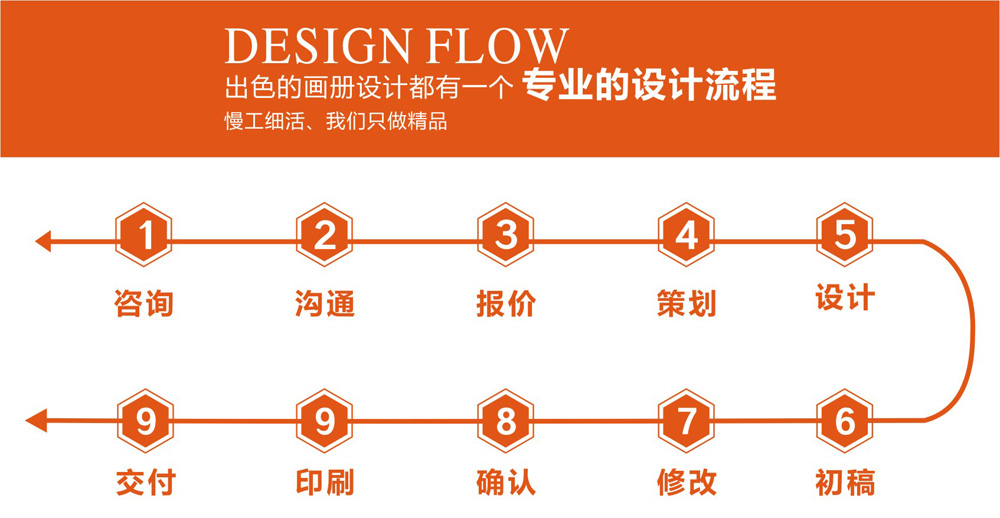 DESIGN FLOW
出色的画册设计都有一个 专业的设计流程
慢工细活、我们只做精品
1 2 3 4 5
咨询 沟通 报价 策划 设计
9 9 8 7 6
交付 印刷 确认 修改 初稿